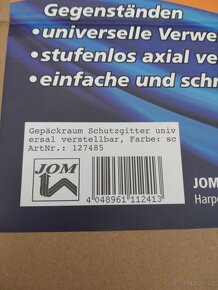 Gegenständen
•universelle Verwe
•stufenlos axial ve
•einfache und schn
Gepäckraum Schutzgitter univ
ersal verstellbar, Farbe: sc
ArtNr.: 127485
JOM
4 048961 112413
JOM
Harpe